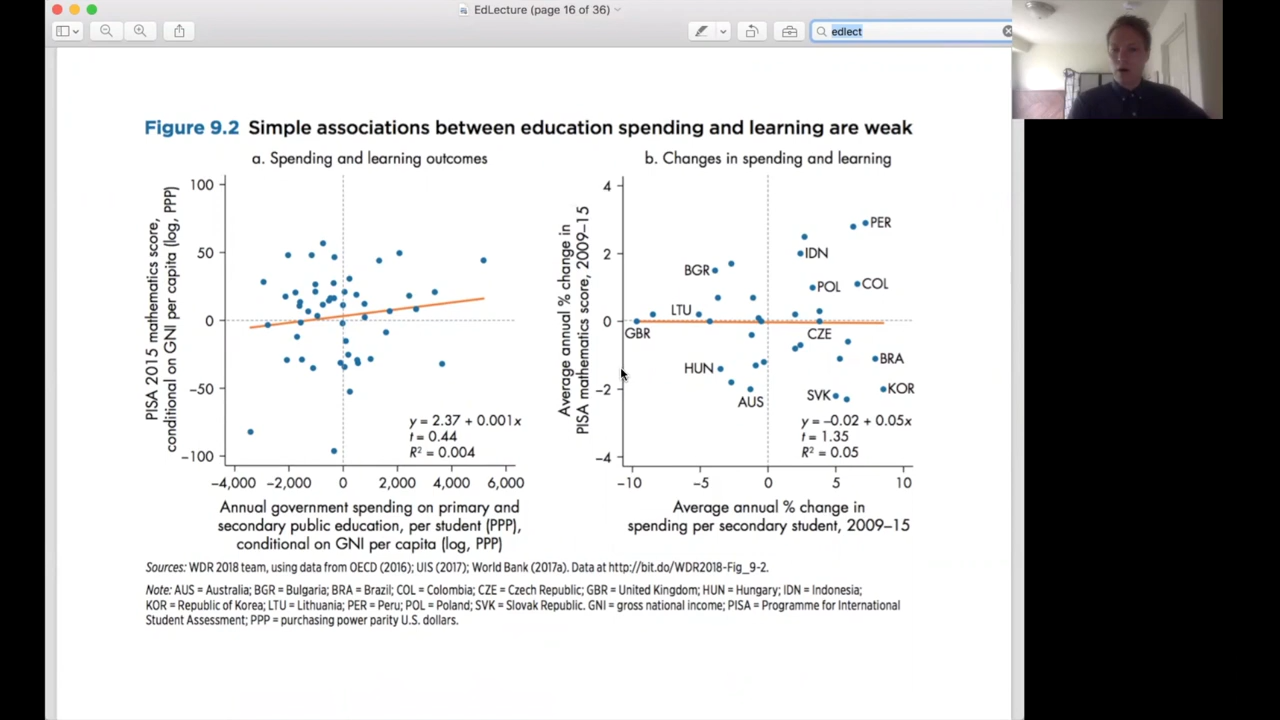 EdLecture (page 16 of 36)
edlect
Figure 9.2 Simple associations between education spending and learning are weak
a. Spending and learning outcomes
PISA 2015 mathematics score,
conditional on GNI per capita (log, PPP)
100
50
0
−50
−100
y = 2.37 + 0.001x
t = 0.44
R² = 0.004
−4,000 −2,000 0 2,000 4,000 6,000
Annual government spending on primary and
secondary public education, per student (PPP),
conditional on GNI per capita (log, PPP)
b. Changes in spending and learning
Average annual % change in
PISA mathematics score, 2009–15
4
2
0
−2
−4
PER
IDN
BGR
POL
COL
LTU
GBR
CZE
BRA
HUN
KOR
SVK
AUS
y = −0.02 + 0.05x
t = 1.35
R² = 0.05
−10 −5 0 5 10
Average annual % change in
spending per secondary student, 2009–15
Sources: WDR 2018 team, using data from OECD (2016); UIS (2017); World Bank (2017a). Data at http://bit.do/WDR2018-Fig_9-2.
Note: AUS = Australia; BGR = Bulgaria; BRA = Brazil; COL = Colombia; CZE = Czech Republic; GBR = United Kingdom; HUN = Hungary; IDN = Indonesia;
KOR = Republic of Korea; LTU = Lithuania; PER = Peru; POL = Poland; SVK = Slovak Republic. GNI = gross national income; PISA = Programme for International
Student Assessment; PPP = purchasing power parity U.S. dollars.